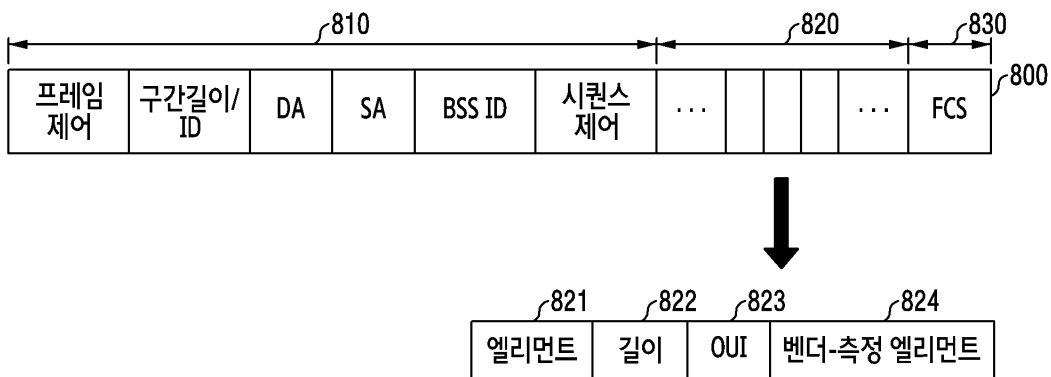 810
820
830
프레임 제어
구간길이/ID
DA
SA
BSS ID
시퀀스 제어
...
...
FCS
800
821
822
823
824
엘리먼트
길이
OUI
벤더-측정 엘리먼트